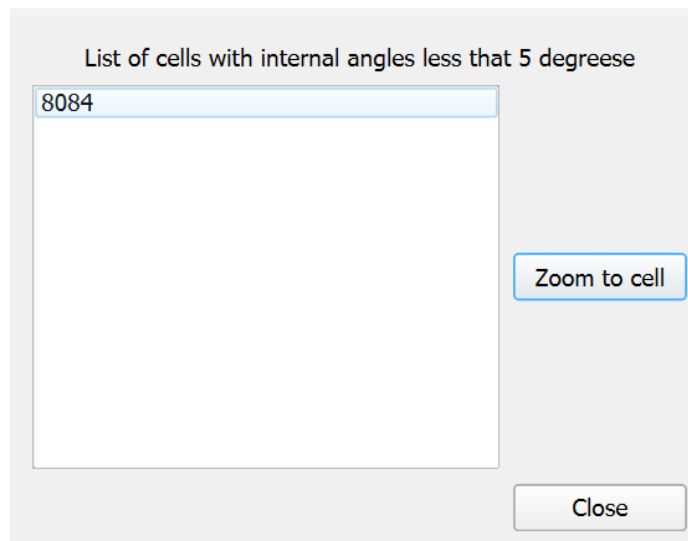 List of cells with internal angles less that 5 degreese
8084
Zoom to cell
Close